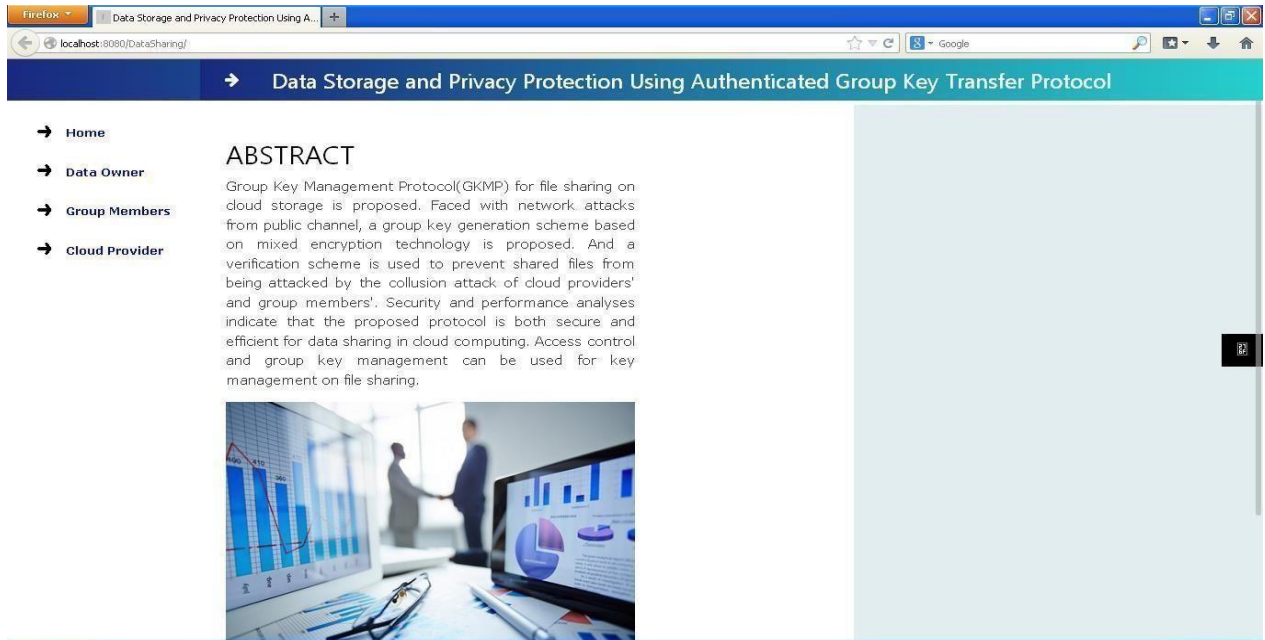 Firefox
Data Storage and Privacy Protection Using A...
localhost:8080/DataSharing/
Google
Data Storage and Privacy Protection Using Authenticated Group Key Transfer Protocol
Home
Data Owner
Group Members
Cloud Provider
ABSTRACT
Group Key Management Protocol(GKMP) for file sharing on
cloud storage is proposed. Faced with network attacks
from public channel, a group key generation scheme based
on mixed encryption technology is proposed. And a
verification scheme is used to prevent shared files from
being attacked by the collusion attack of cloud providers'
and group members'. Security and performance analyses
indicate that the proposed protocol is both secure and
efficient for data sharing in cloud computing. Access control
and group key management can be used for key
management on file sharing.